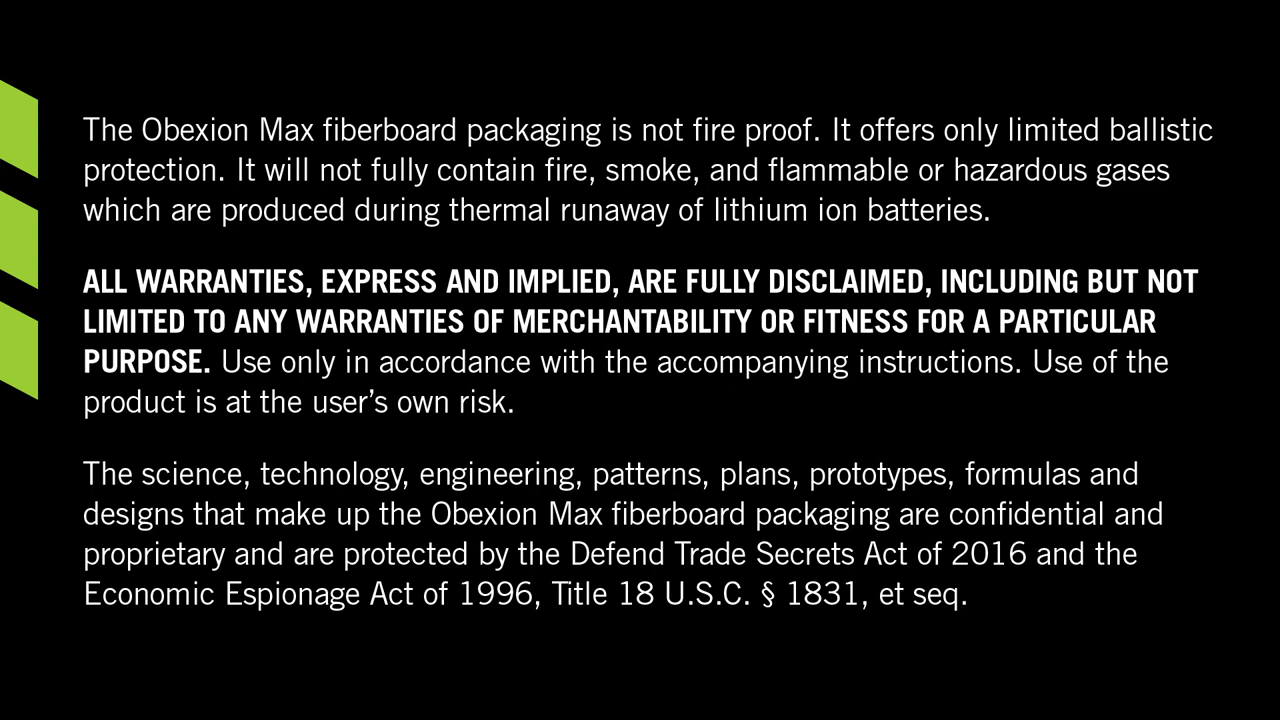 The Obexion Max fiberboard packaging is not fire proof. It offers only limited ballistic
protection. It will not fully contain fire, smoke, and flammable or hazardous gases
which are produced during thermal runaway of lithium ion batteries.
ALL WARRANTIES, EXPRESS AND IMPLIED, ARE FULLY DISCLAIMED, INCLUDING BUT NOT
LIMITED TO ANY WARRANTIES OF MERCHANTABILITY OR FITNESS FOR A PARTICULAR
PURPOSE. Use only in accordance with the accompanying instructions. Use of the
product is at the user’s own risk.
The science, technology, engineering, patterns, plans, prototypes, formulas and
designs that make up the Obexion Max fiberboard packaging are confidential and
proprietary and are protected by the Defend Trade Secrets Act of 2016 and the
Economic Espionage Act of 1996, Title 18 U.S.C. § 1831, et seq.